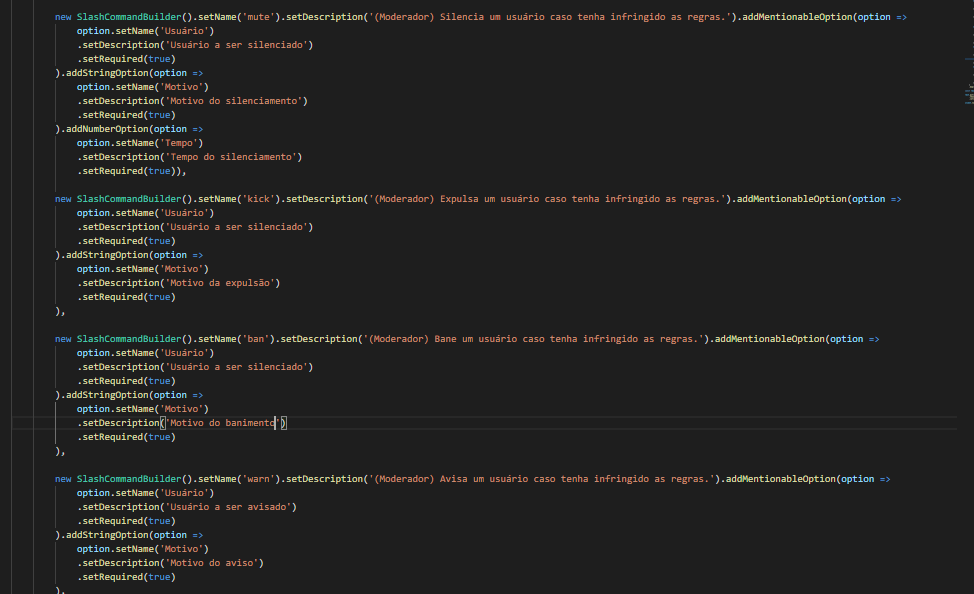 new SlashCommandBuilder().setName('mute').setDescription('(Moderador) Silencia um usuário caso tenha infringido as regras.').addMentionableOption(option =>
option.setName('Usuário')
.setDescription('Usuário a ser silenciado')
.setRequired(true)
).addStringOption(option =>
option.setName('Motivo')
.setDescription('Motivo do silenciamento')
.setRequired(true)
).addNumberOption(option =>
option.setName('Tempo')
.setDescription('Tempo do silenciamento')
.setRequired(true)),
new SlashCommandBuilder().setName('kick').setDescription('(Moderador) Expulsa um usuário caso tenha infringido as regras.').addMentionableOption(option =>
option.setName('Usuário')
.setDescription('Usuário a ser silenciado')
.setRequired(true)
).addStringOption(option =>
option.setName('Motivo')
.setDescription('Motivo da expulsão')
.setRequired(true)
),
new SlashCommandBuilder().setName('ban').setDescription('(Moderador) Bane um usuário caso tenha infringido as regras.').addMentionableOption(option =>
option.setName('Usuário')
.setDescription('Usuário a ser silenciado')
.setRequired(true)
).addStringOption(option =>
option.setName('Motivo')
.setDescription('Motivo do banimento')
.setRequired(true)
),
new SlashCommandBuilder().setName('warn').setDescription('(Moderador) Avisa um usuário caso tenha infringido as regras.').addMentionableOption(option =>
option.setName('Usuário')
.setDescription('Usuário a ser avisado')
.setRequired(true)
).addStringOption(option =>
option.setName('Motivo')
.setDescription('Motivo do aviso')
.setRequired(true)
),